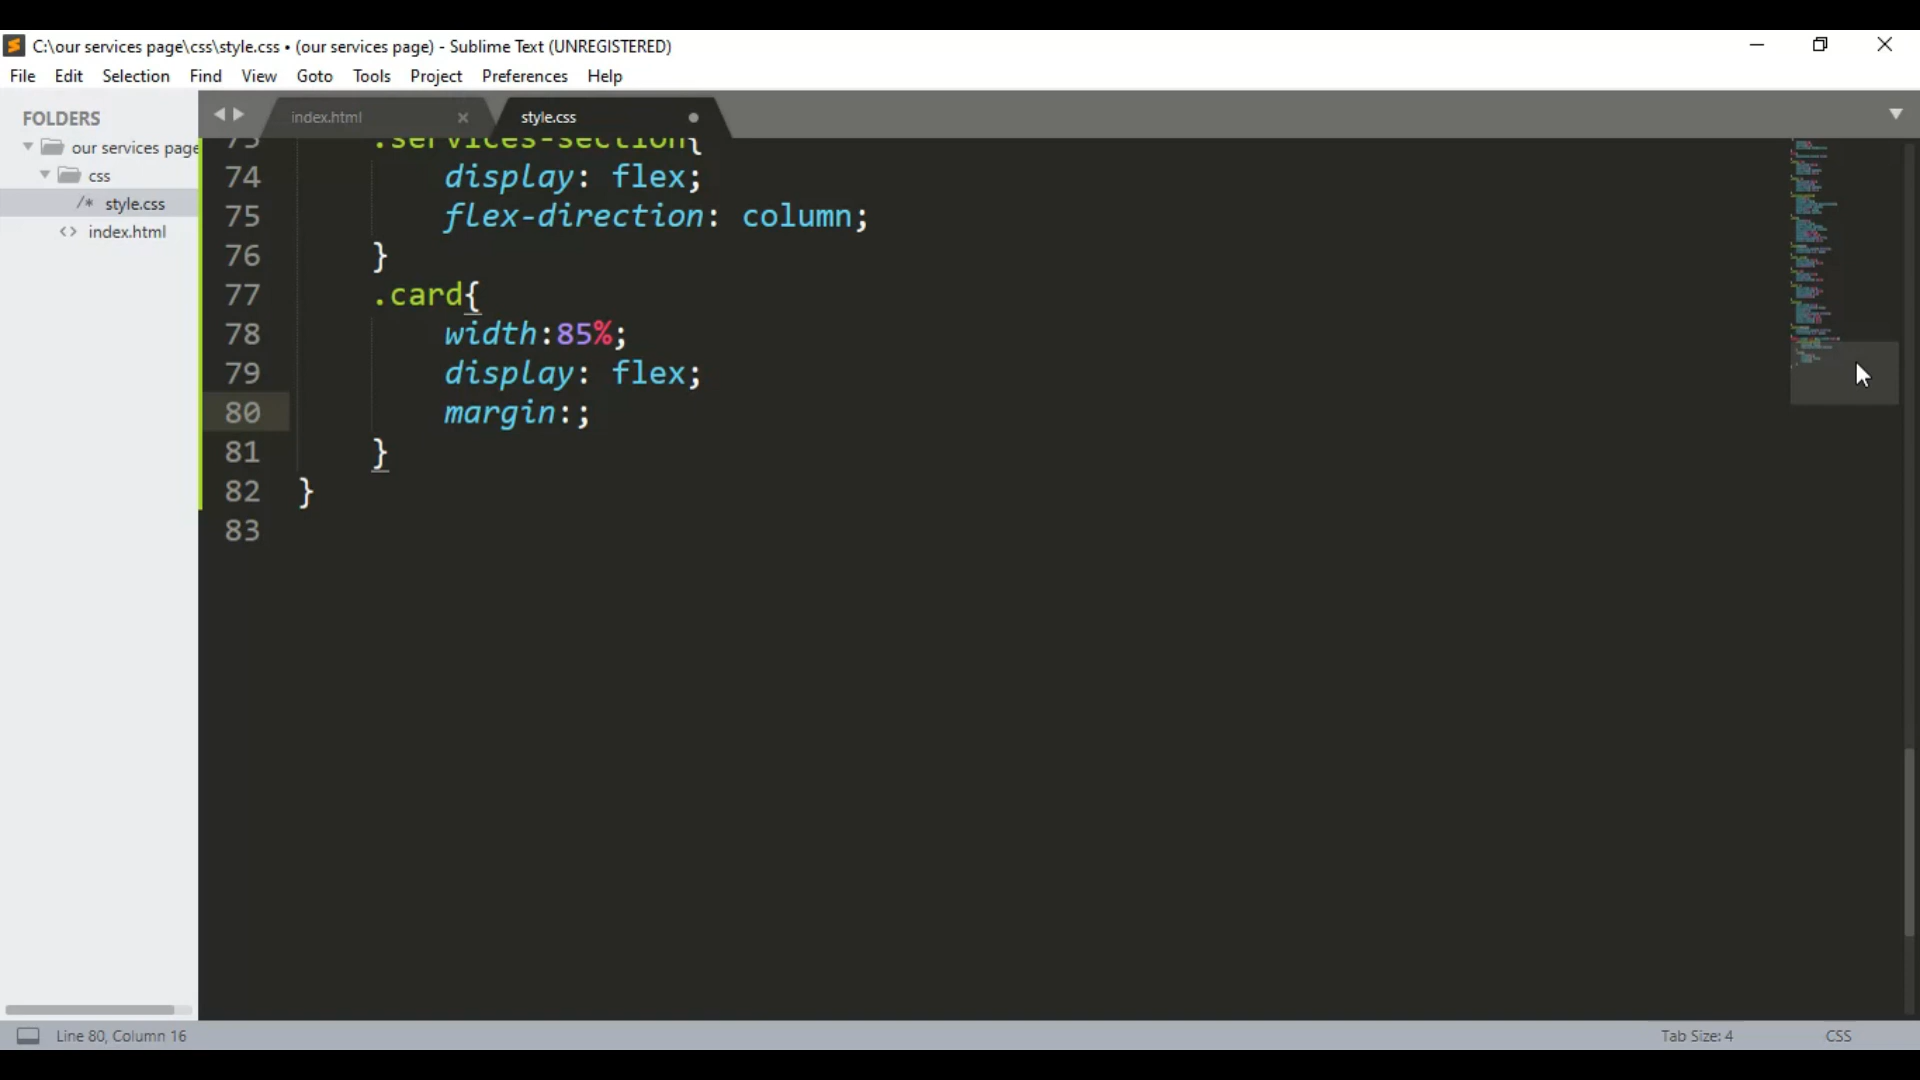 C:\our services page\css\style.css • (our services page) - Sublime Text (UNREGISTERED)
File Edit Selection Find View Goto Tools Project Preferences Help
FOLDERS
our services page
css
/* style.css
<> index.html
index.html × style.css
73 .services-section{
74 display: flex;
75 flex-direction: column;
76 }
77 .card{
78 width:85%;
79 display: flex;
80 margin:;
81 }
82 }
83
Line 80, Column 16
Tab Size: 4
CSS